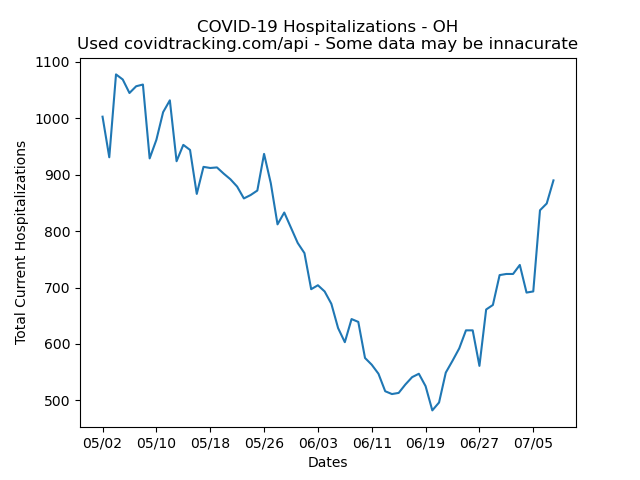 COVID-19 Hospitalizations - OH
Used covidtracking.com/api - Some data may be innacurate
Total Current Hospitalizations
1100
1000
900
800
700
600
500
05/02 05/10 05/18 05/26 06/03 06/11 06/19 06/27 07/05
Dates